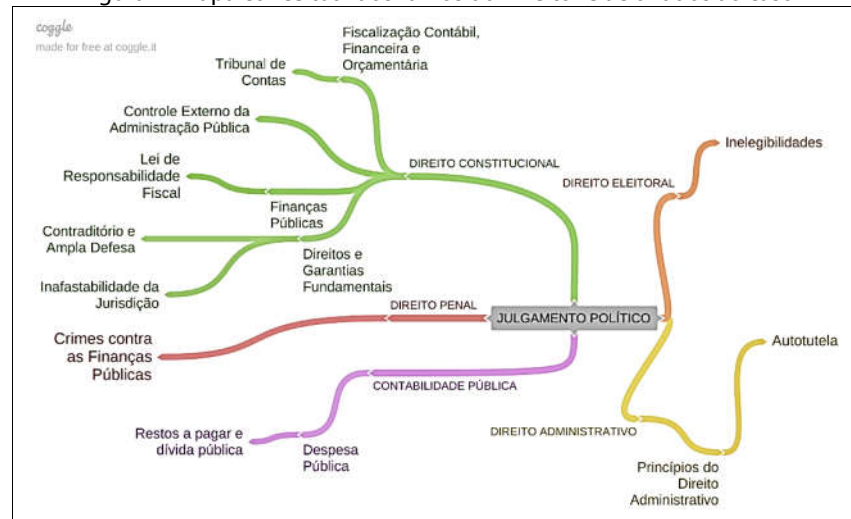 coggle
made for free at coggle.it
Fiscalização Contábil,
Financeira e
Orçamentária
Tribunal de
Contas
Controle Externo da
Administração Pública
Lei de
Responsabilidade
Fiscal
DIREITO CONSTITUCIONAL
Finanças
Públicas
Contraditório e
Ampla Defesa
Direitos e
Garantias
Fundamentais
Inafastabilidade da
Jurisdição
DIREITO PENAL
Crimes contra
as Finanças
Públicas
CONTABILIDADE PÚBLICA
Restos a pagar e
dívida pública
Despesa
Pública
JULGAMENTO POLÍTICO
DIREITO ELEITORAL
Inelegibilidades
Autotutela
DIREITO ADMINISTRATIVO
Princípios do
Direito
Administrativo